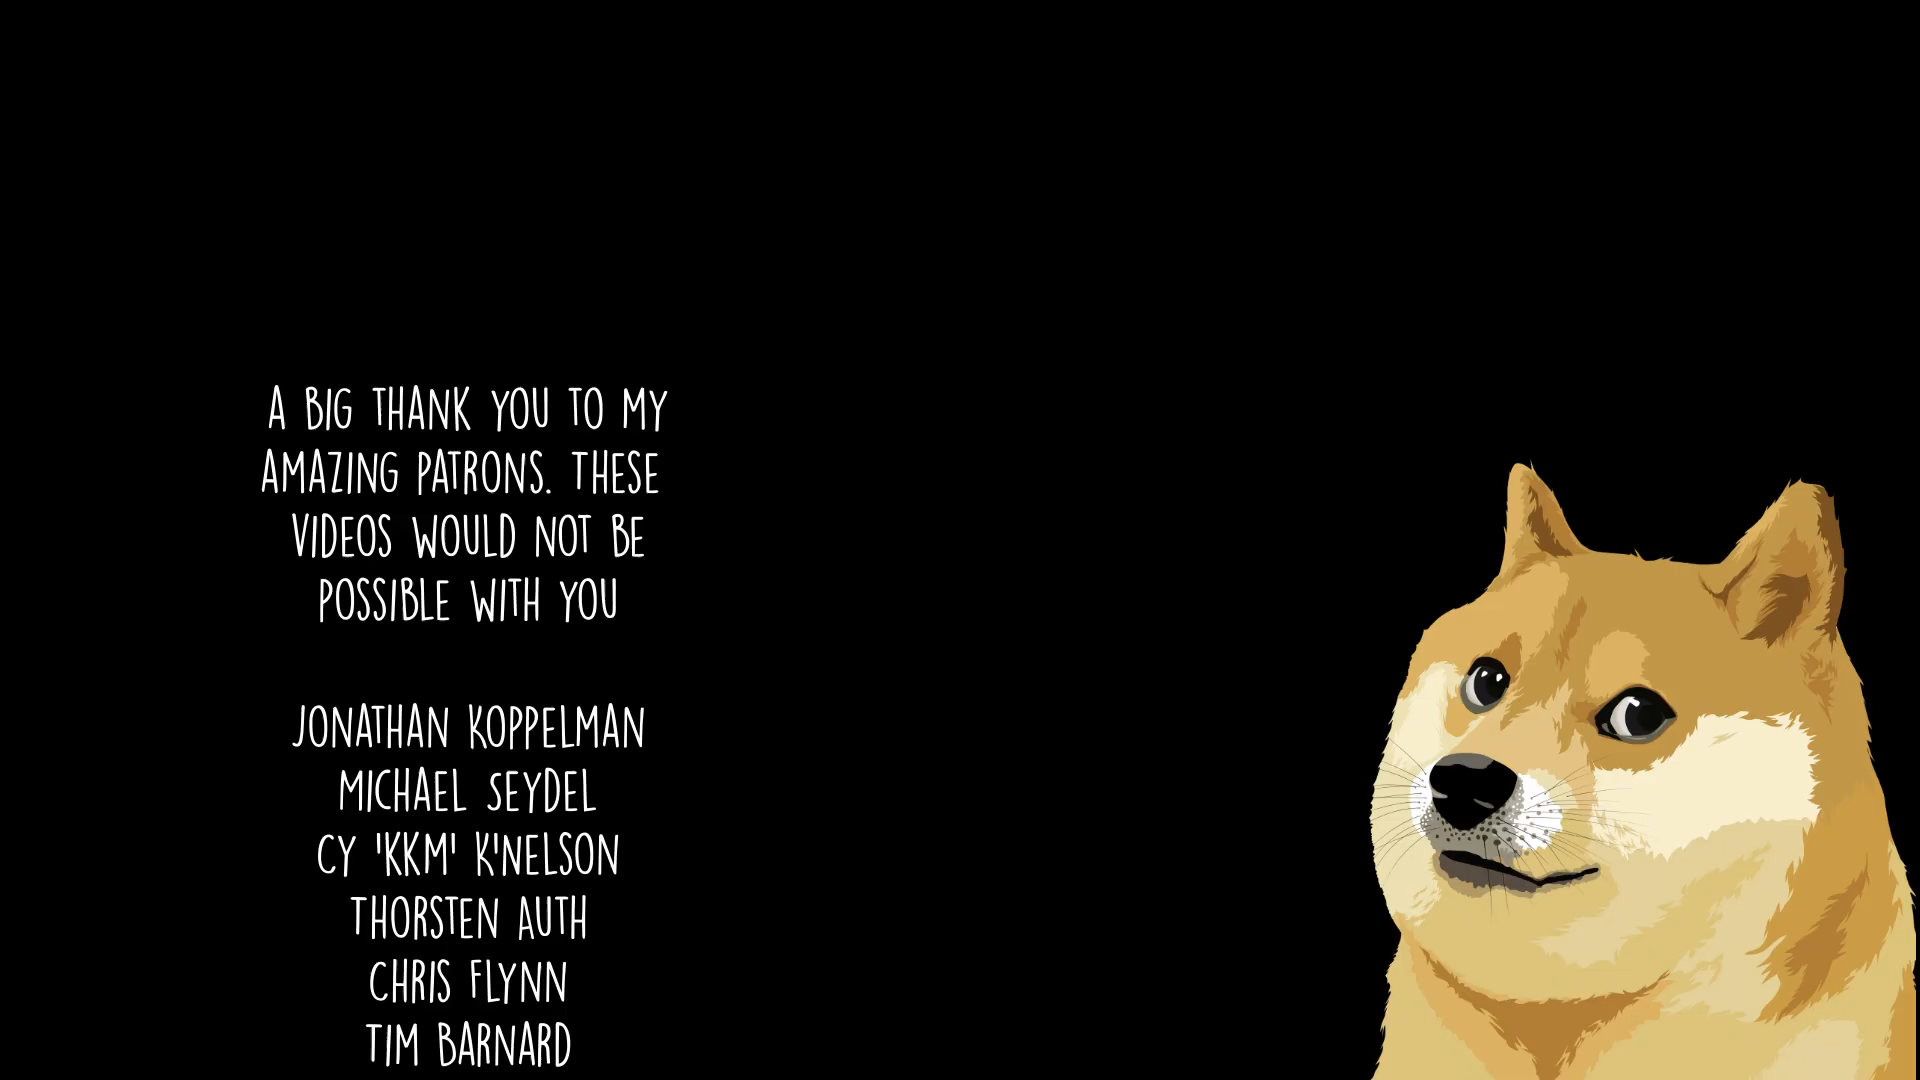 A BIG THANK YOU TO MY
AMAZING PATRONS. THESE
VIDEOS WOULD NOT BE
POSSIBLE WITH YOU
JONATHAN KOPPELMAN
MICHAEL SEYDEL
CY 'KKM' K'NELSON
THORSTEN AUTH
CHRIS FLYNN
TIM BARNARD